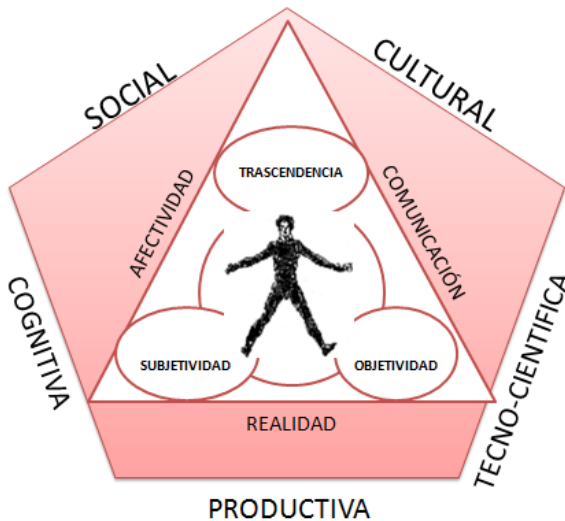 SOCIAL
CULTURAL
TRASCENDENCIA
AFECTIVIDAD
COMUNICACIÓN
COGNITIVA
SUBJETIVIDAD
OBJETIVIDAD
TECNO-CIENTIFICA
REALIDAD
PRODUCTIVA